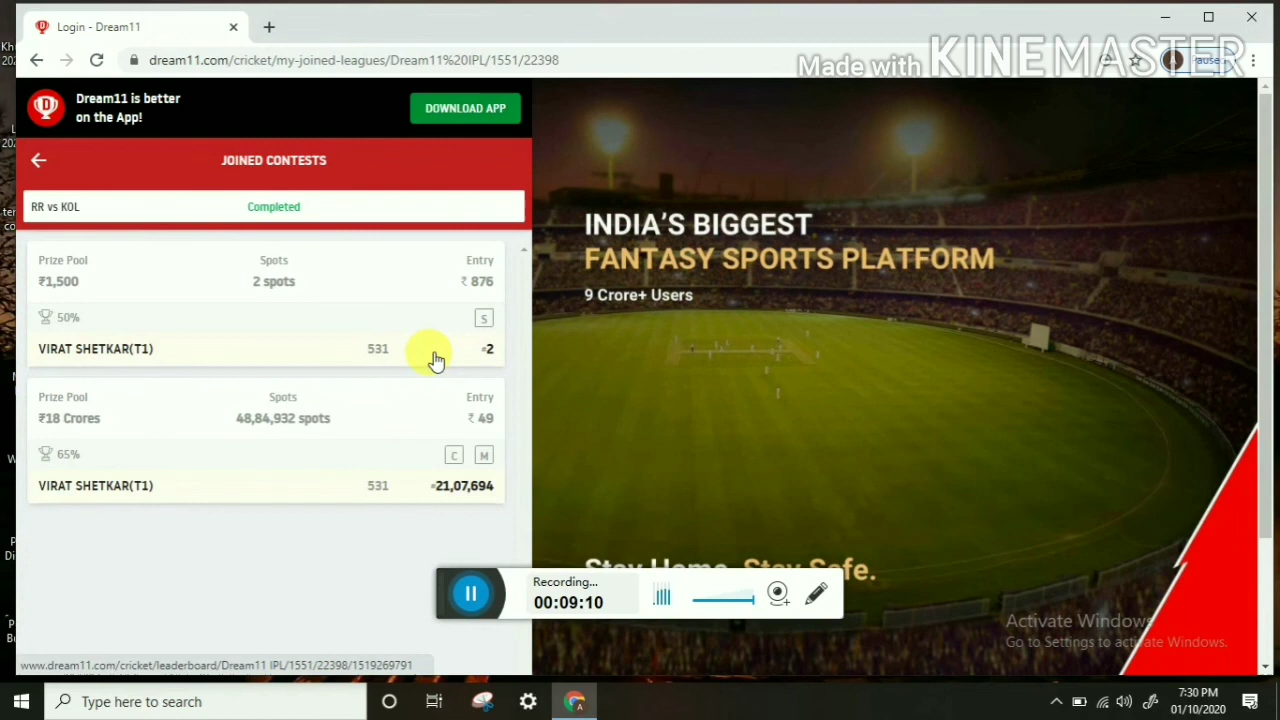 Login - Dream11
dream11.com/cricket/my-joined-leagues/Dream11%20IPL/1551/22398
Made with KINEMASTER
A
Paused
Dream11 is better
on the App!
DOWNLOAD APP
JOINED CONTESTS
RR vs KOL Completed
Prize Pool Spots Entry
₹1,500 2 spots ₹ 876
50% S
VIRAT SHETKAR(T1) 531 #2
Prize Pool Spots Entry
₹18 Crores 48,84,932 spots ₹ 49
65% C M
VIRAT SHETKAR(T1) 531 #21,07,694
INDIA'S BIGGEST
FANTASY SPORTS PLATFORM
9 Crore+ Users
Stay Home. Stay Safe.
Recording...
00:09:10
Activate Windows
Go to Settings to activate Windows.
www.dream11.com/cricket/leaderboard/Dream11 IPL/1551/22398/1519269791
Type here to search
7:30 PM
01/10/2020